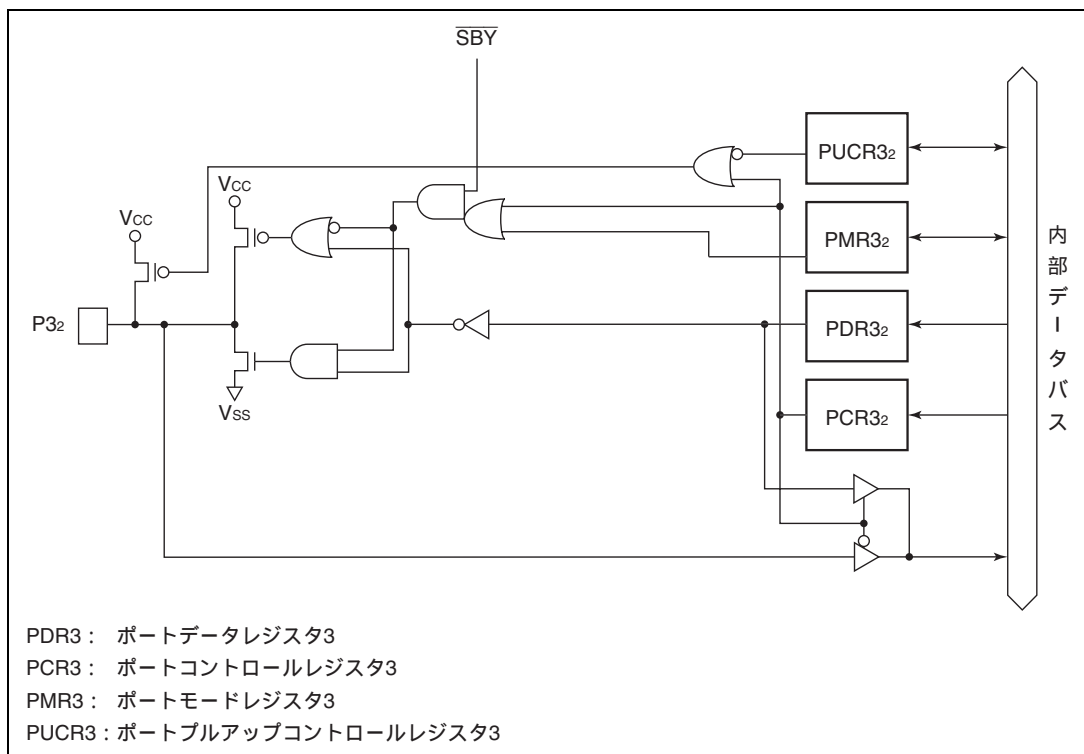 SBY
PUCR32
VCC
VCC
PMR32
P32
PDR32
VSS
PCR32
内部データバス
PDR3： ポートデータレジスタ3
PCR3： ポートコントロールレジスタ3
PMR3： ポートモードレジスタ3
PUCR3：ポートプルアップコントロールレジスタ3